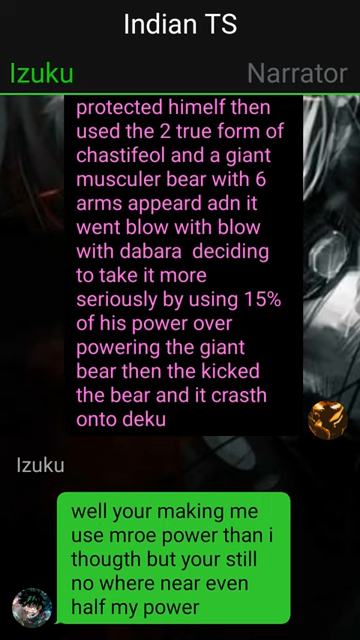 Indian TS
Izuku Narrator
protected himelf then
used the 2 true form of
chastifeol and a giant
musculer bear with 6
arms appeard adn it
went blow with blow
with dabara deciding
to take it more
seriously by using 15%
of his power over
powering the giant
bear then the kicked
the bear and it crasth
onto deku
Izuku
well your making me
use mroe power than i
thougth but your still
no where near even
half my power